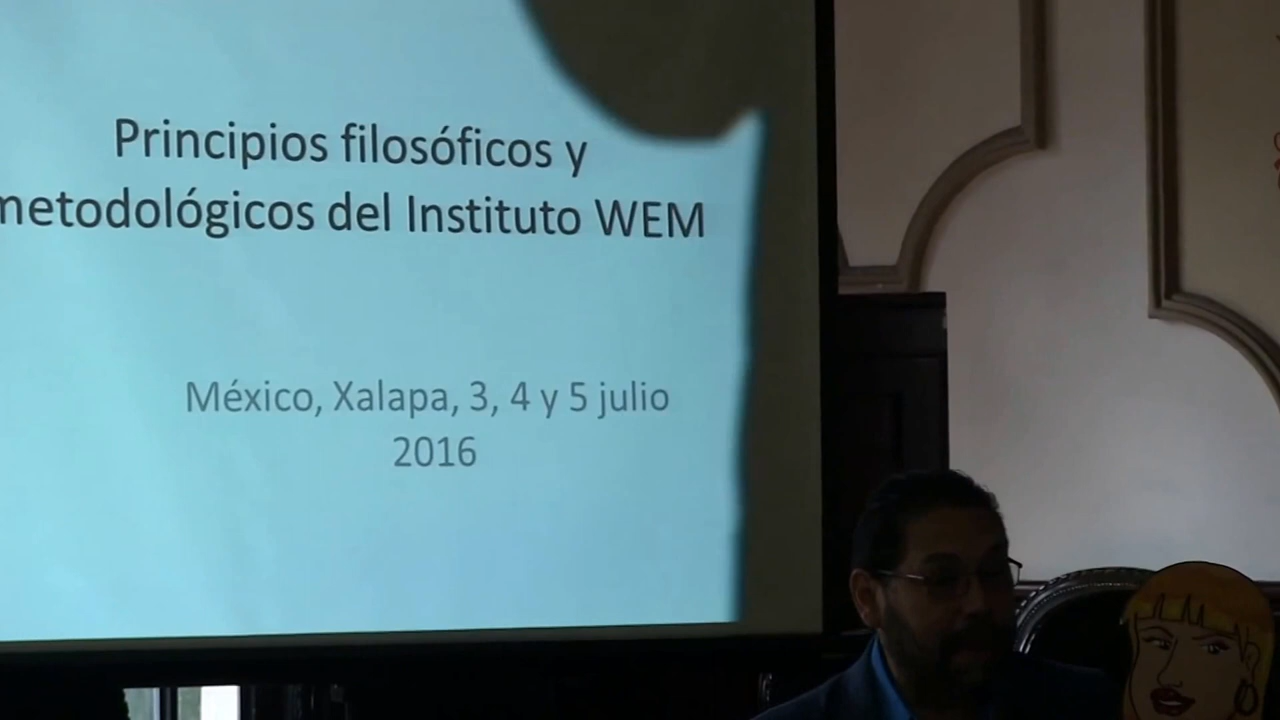 Principios filosóficos y
metodológicos del Instituto WEM
México, Xalapa, 3, 4 y 5 julio
2016